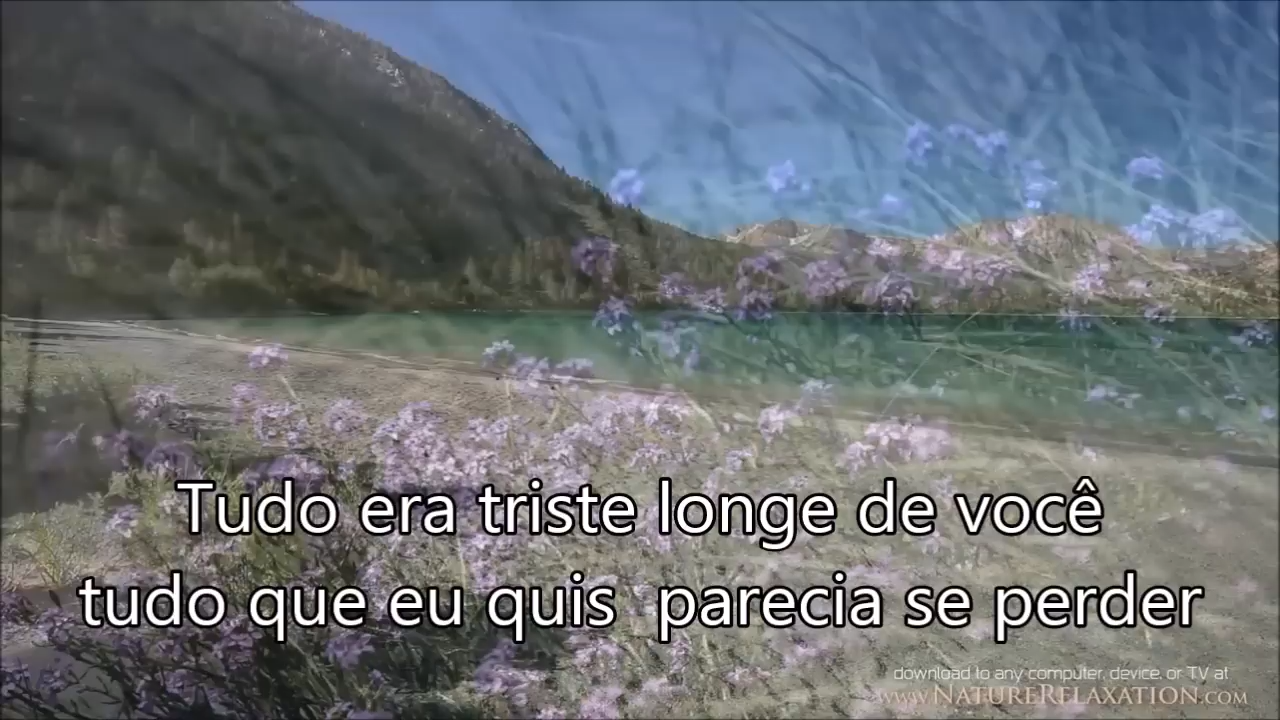 Tudo era triste longe de você
tudo que eu quis  parecia se perder
download to any computer, device, or TV at
www.NatureRelaxation.com